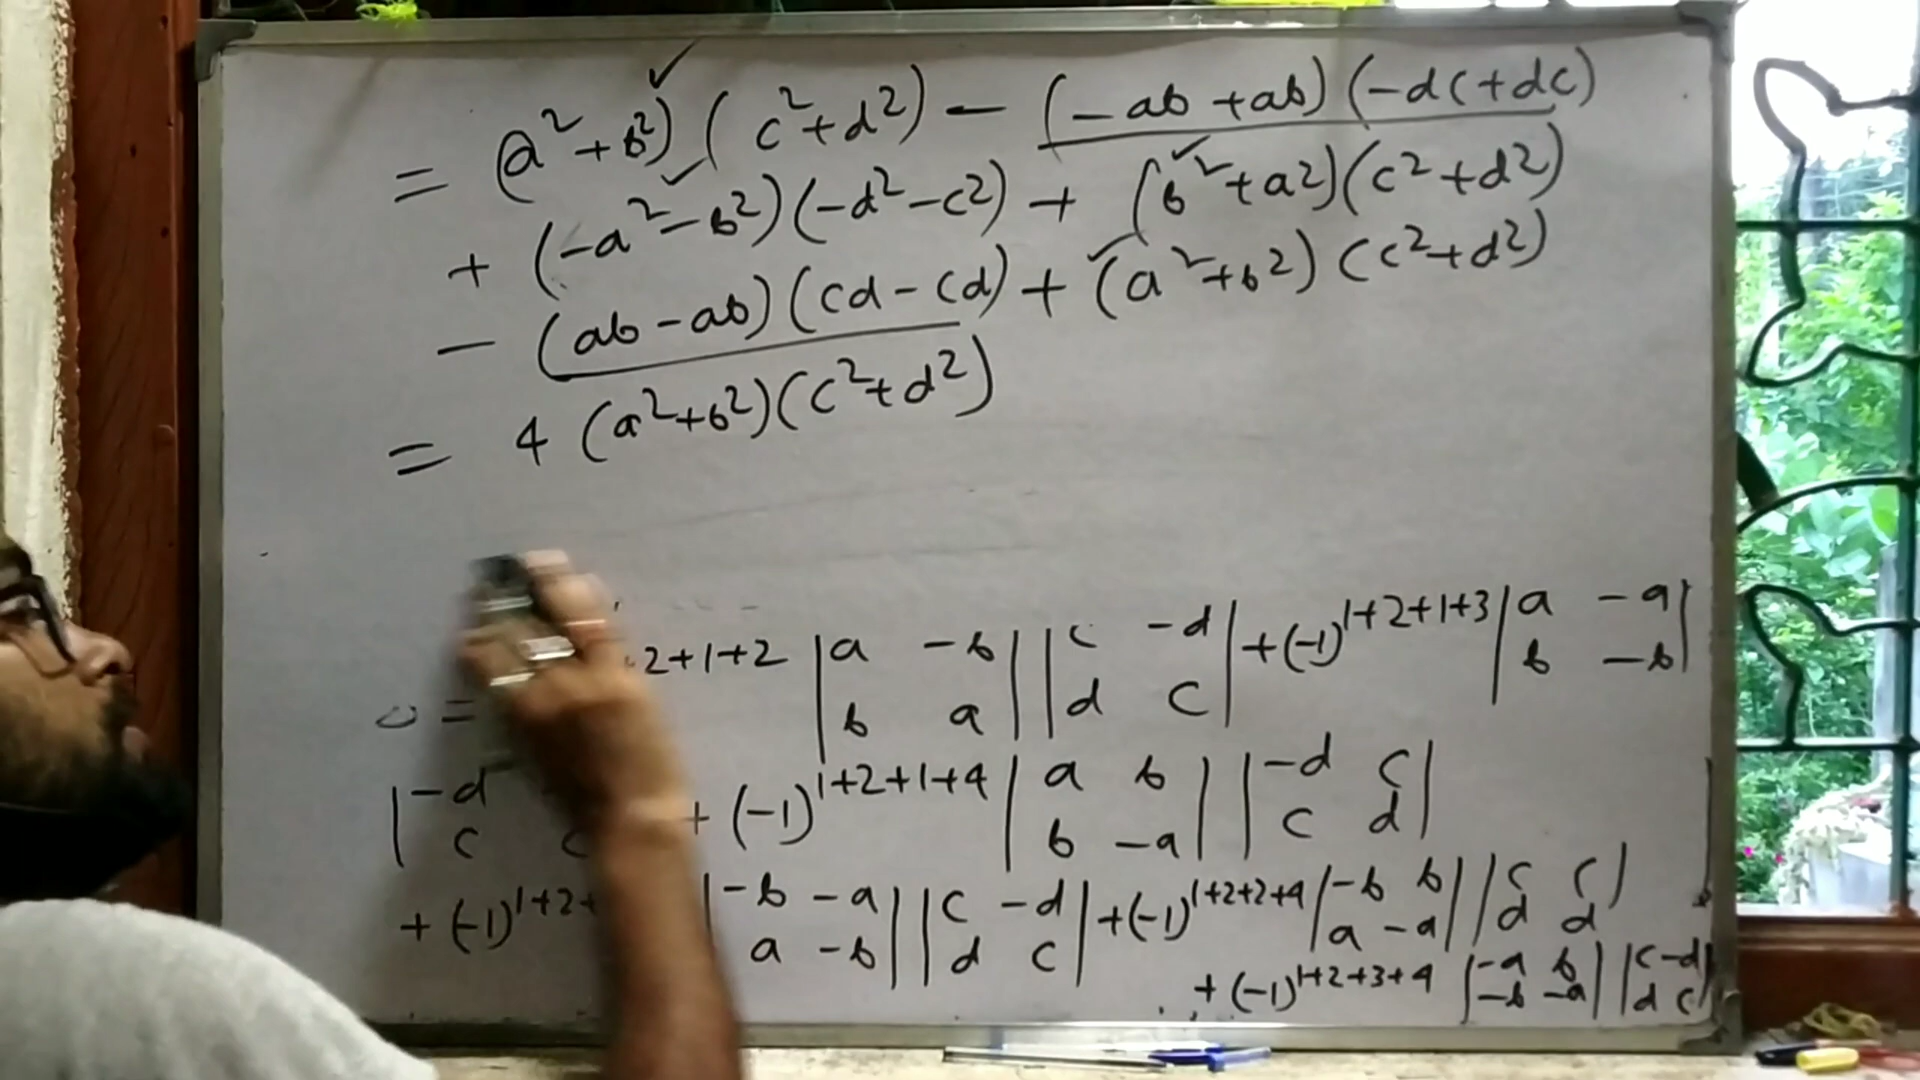 = (a²+b²)(c²+d²) - (-ab+ab)(-dc+dc)
+ (-a²-b²)(-d²-c²) + (b²+a2)(c²+d²)
- (ab-ab)(cd-cd) + (a²+b²)(c²+d²)
= 4(a²+b²)(c²+d²)
= 2+1+2 |a -b| |c -d| +(-1)^1+2+1+3 |a -a|
|b a| |d c| |b -b|
|-d + (-1)^1+2+1+4 |a b| |-d c|
c c |b -a| |c d|
+ (-1)^1+2+ |-b -a| |c -d| +(-1)^1+2+2+4 |-b b| |c c|
|a -b| |d c| |a -a| |d d|
+ (-1)^1+2+3+4 |-a b| |c -d|
|-b -a| |d c|